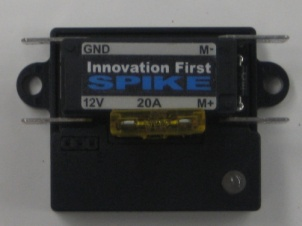 GND M-
Innovation First
SPIKE
12V 20A M+